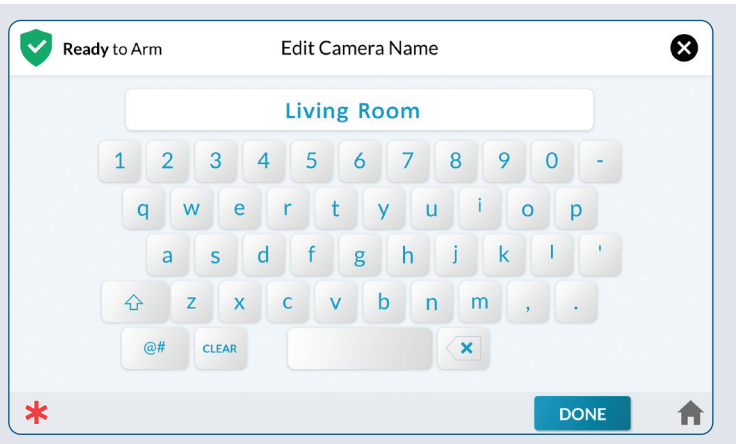 Ready to Arm
Edit Camera Name
Living Room
1 2 3 4 5 6 7 8 9 0 -
q w e r t y u i o p
a s d f g h j k l '
z x c v b n m , .
@# CLEAR
DONE